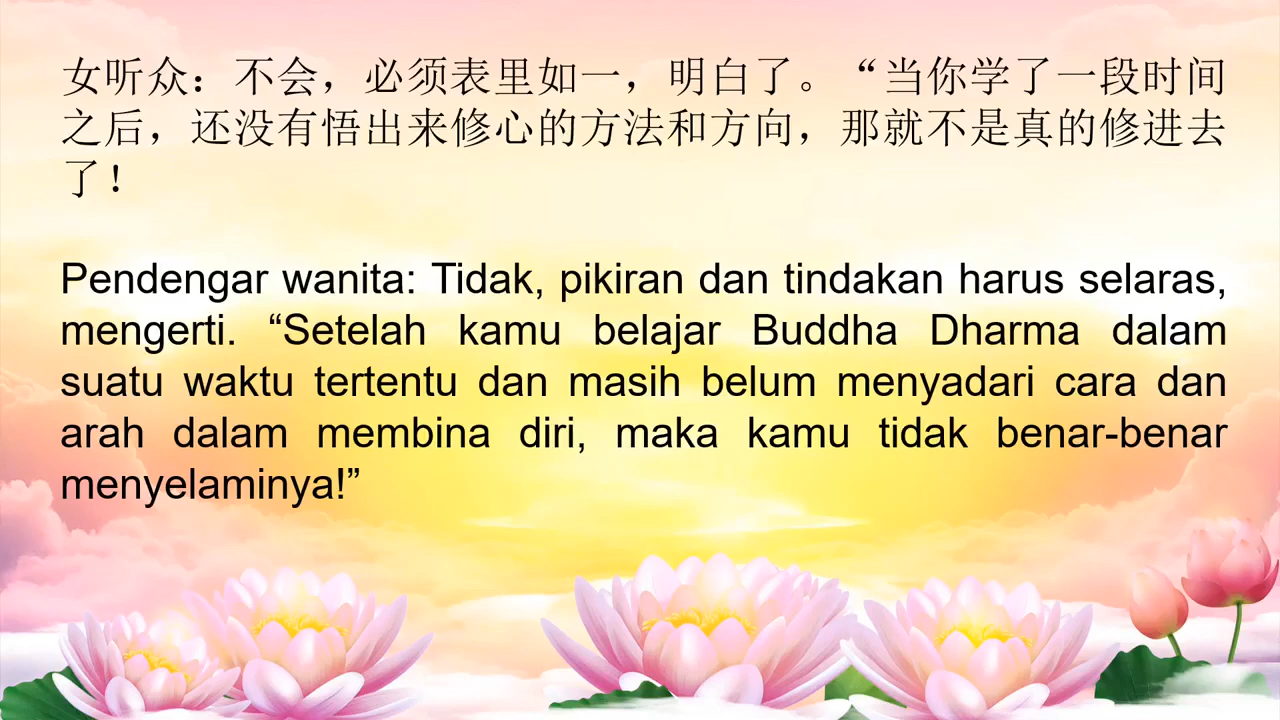 女听众：不会，必须表里如一，明白了。“当你学了一段时间
之后，还没有悟出来修心的方法和方向，那就不是真的修进去
了！
Pendengar wanita: Tidak, pikiran dan tindakan harus selaras,
mengerti. “Setelah kamu belajar Buddha Dharma dalam
suatu waktu tertentu dan masih belum menyadari cara dan
arah dalam membina diri, maka kamu tidak benar-benar
menyelaminya!”